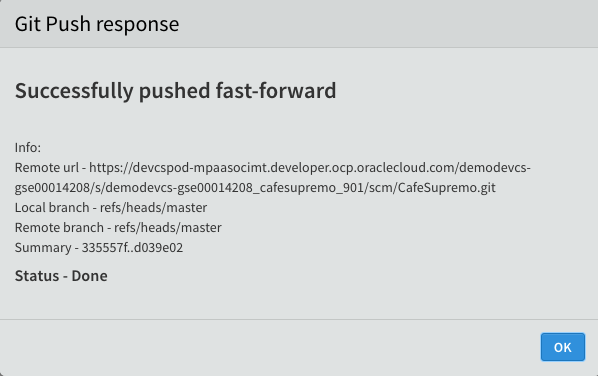 Git Push response
Successfully pushed fast-forward
Info:
Remote url - https://devcspod-mpaasocimt.developer.ocp.oraclecloud.com/demodevcs-
gse00014208/s/demodevcs-gse00014208_cafesupremo_901/scm/CafeSupremo.git
Local branch - refs/heads/master
Remote branch - refs/heads/master
Summary - 335557f..d039e02
Status - Done
OK